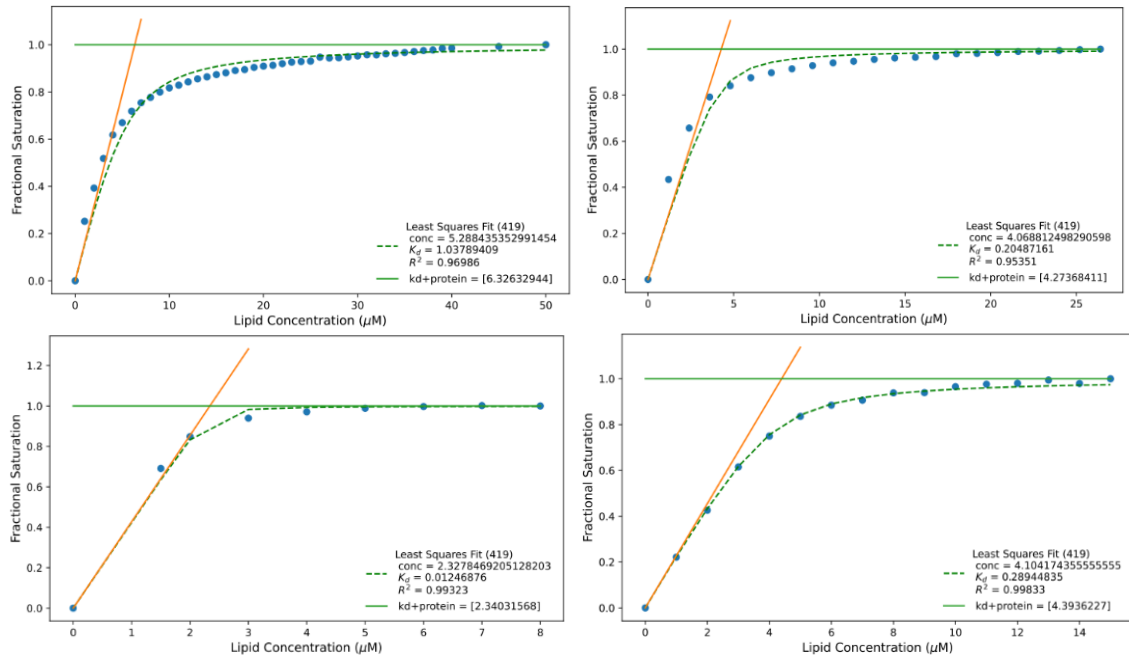 1.0
0.8
0.6
0.4
0.2
0.0
Fractional Saturation
Least Squares Fit (419)
conc = 5.288435352991454
K_d = 1.03789409
R² = 0.96986
kd+protein = [6.32632944]
0 10 20 30 40 50
Lipid Concentration (μM)
1.0
0.8
0.6
0.4
0.2
0.0
Fractional Saturation
Least Squares Fit (419)
conc = 4.068812498290598
K_d = 0.20487161
R² = 0.95351
kd+protein = [4.27368411]
0 5 10 15 20 25
Lipid Concentration (μM)
1.2
1.0
0.8
0.6
0.4
0.2
0.0
Fractional Saturation
Least Squares Fit (419)
conc = 2.3278469205128203
K_d = 0.01246876
R² = 0.99323
kd+protein = [2.34031568]
0 1 2 3 4 5 6 7 8
Lipid Concentration (μM)
1.0
0.8
0.6
0.4
0.2
0.0
Fractional Saturation
Least Squares Fit (419)
conc = 4.104174355555555
K_d = 0.28944835
R² = 0.99833
kd+protein = [4.3936227]
0 2 4 6 8 10 12 14
Lipid Concentration (μM)